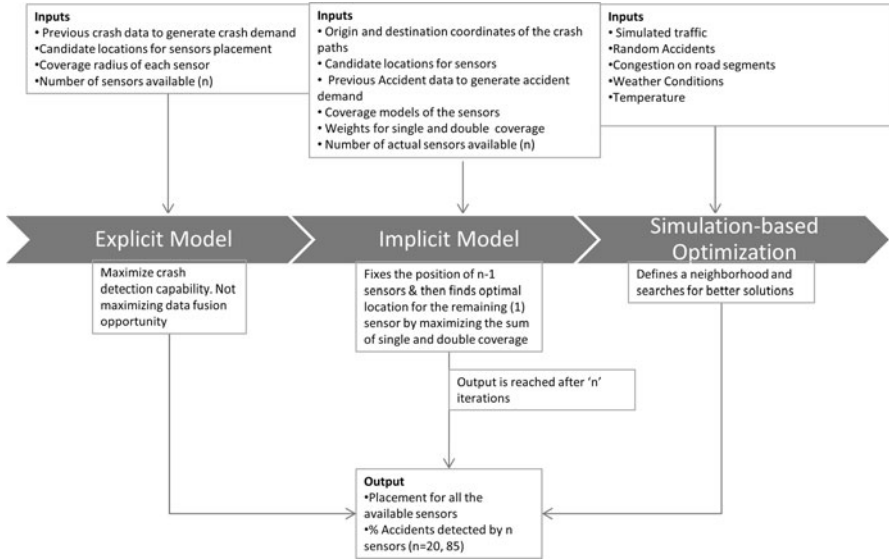 Inputs
• Previous crash data to generate crash demand
•Candidate locations for sensors placement
•Coverage radius of each sensor
•Number of sensors available (n)
Inputs
• Origin and destination coordinates of the crash
paths
• Candidate locations for sensors
• Previous Accident data to generate accident
demand
• Coverage models of the sensors
• Weights for single and double coverage
• Number of actual sensors available (n)
Inputs
• Simulated traffic
•Random Accidents
•Congestion on road segments
•Weather Conditions
•Temperature
Explicit Model
Implicit Model
Simulation-based
Optimization
Maximize crash
detection capability. Not
maximizing data fusion
opportunity
Fixes the position of n-1
sensors & then finds optimal
location for the remaining (1)
sensor by maximizing the sum
of single and double coverage
Defines a neighborhood and
searches for better solutions
Output is reached after ‘n’
iterations
Output
•Placement for all the
available sensors
•% Accidents detected by n
sensors (n=20, 85)